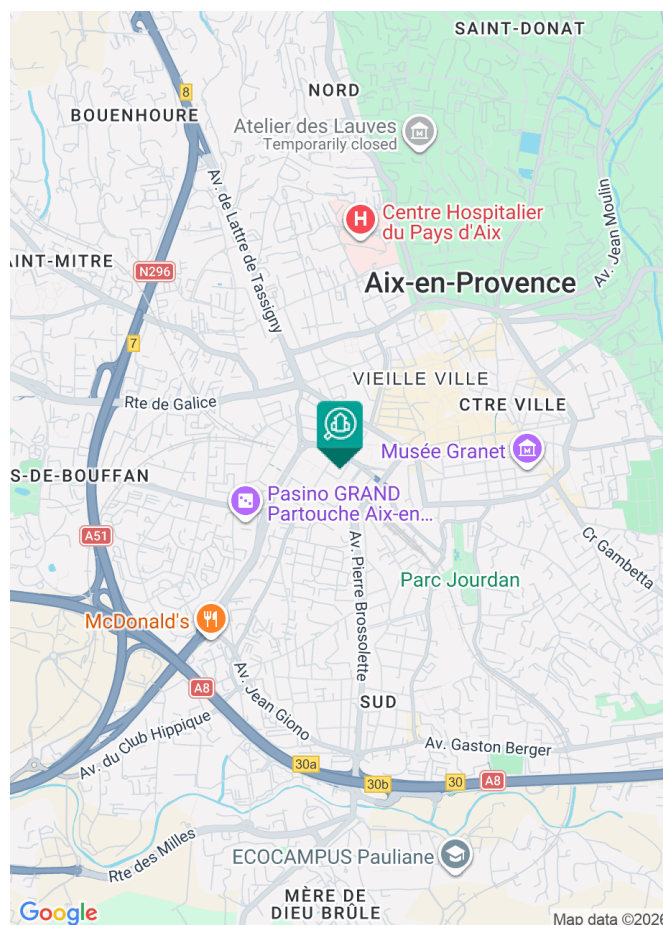 SAINT-DONAT
NORD
8
BOUENHOURE
Atelier des Lauves
Temporarily closed
Av. de Lattre de Tassigny
Av. Jean Moulin
H
Centre Hospitalier
du Pays d'Aix
AINT-MITRE
N296
Aix-en-Provence
7
VIEILLE VILLE
Rte de Galice
CTRE VILLE
Musée Granet
S-DE-BOUFFAN
Pasino GRAND
Partouche Aix-en…
A51
Av. Pierre Brossolette
Cr Gambetta
Parc Jourdan
McDonald's
A8
Av. Jean Giono
SUD
Av. du Club Hippique
Av. Gaston Berger
30a
30b
30
A8
Rte des Milles
ECOCAMPUS Pauliane
MÈRE DE
DIEU BRÛLE
Google
Map data ©2026